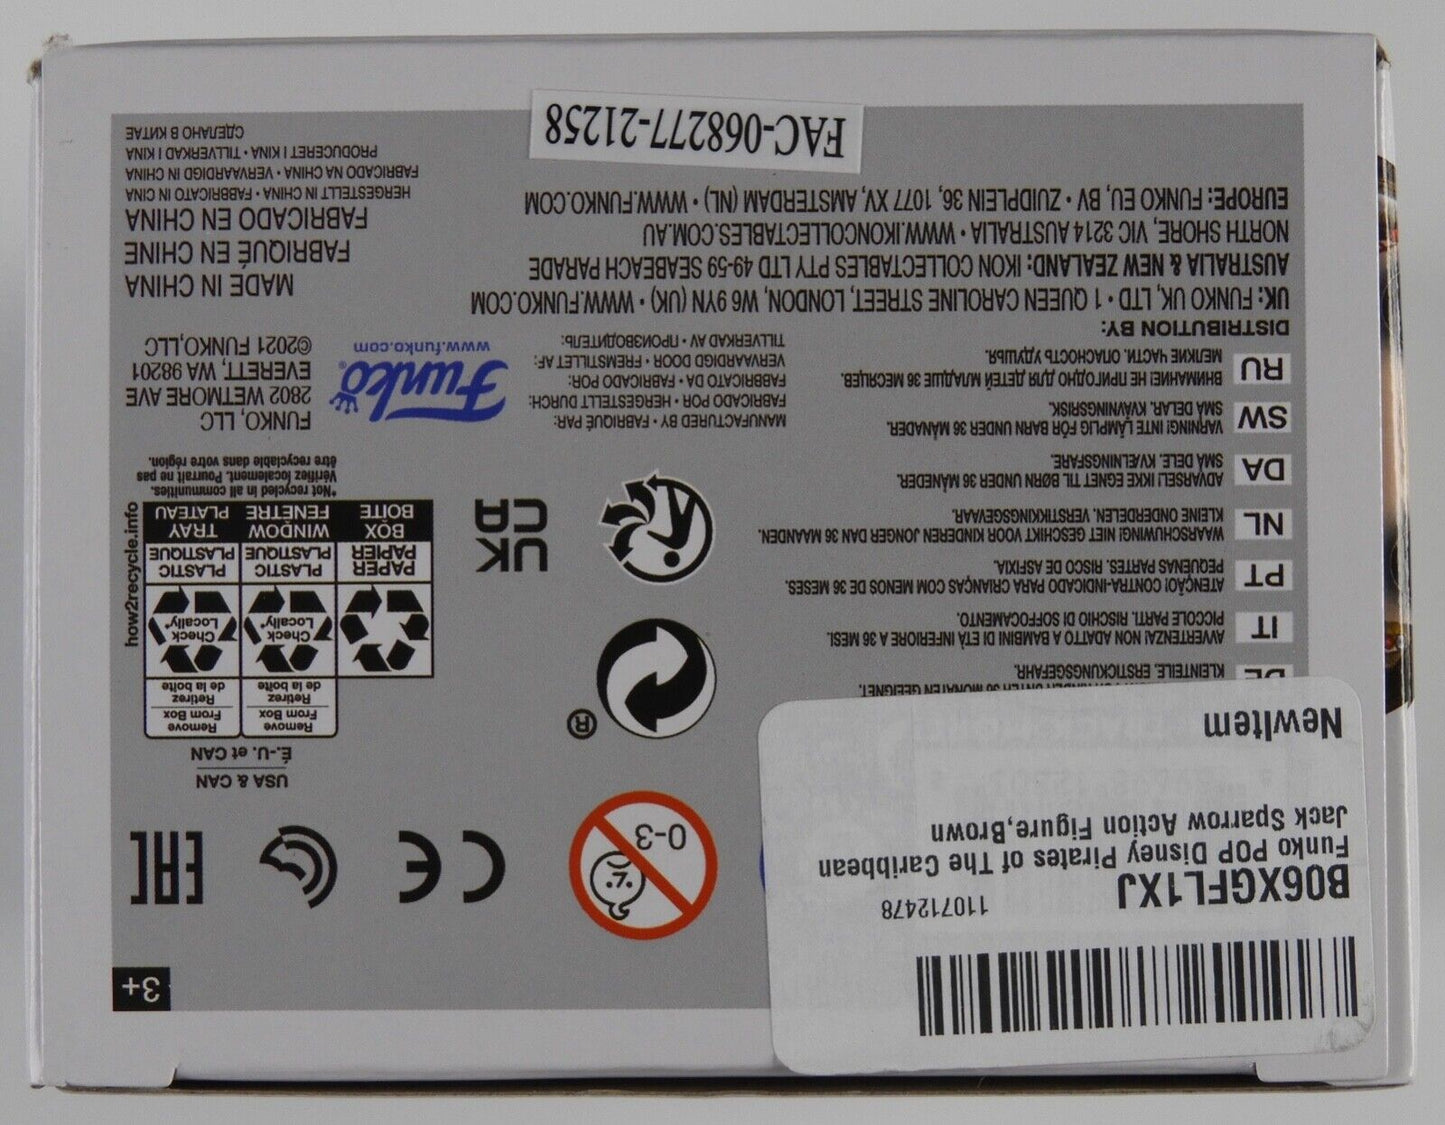 B06XGFL1XJ
110712478
Funko POP Disney Pirates of The Caribbean
Jack Sparrow Action Figure,Brown
NewItem
3+
0-3
CE
EAC
USA & CAN
É.-U. et CAN
Remove
From Box
Retirez
de la boîte
Remove
From Box
Retirez
de la boîte
Check
Locally*
Check
Locally*
PAPER
PAPIER
PLASTIC
PLASTIQUE
PLASTIC
PLASTIQUE
BOX
BOÎTE
WINDOW
FENÊTRE
TRAY
PLATEAU
how2recycle.info
*Not recycled in all communities.
Vérifiez localement. Pourrait ne pas
être recyclable dans votre région.
®
UK
CA
DE
KLEINTEILE. ERSTICKUNGSGEFAHR.
IT
AVVERTENZA! NON ADATTO A BAMBINI DI ETÀ INFERIORE A 36 MESI.
PICCOLE PARTI. RISCHIO DI SOFFOCAMENTO.
PT
ATENÇÃO! CONTRA-INDICADO PARA CRIANÇAS COM MENOS DE 36 MESES.
PEQUENAS PARTES. RISCO DE ASFIXIA.
NL
WAARSCHUWING! NIET GESCHIKT VOOR KINDEREN JONGER DAN 36 MAANDEN.
KLEINE ONDERDELEN. VERSTIKKINGSGEVAAR.
DA
ADVARSEL! IKKE EGNET TIL BØRN UNDER 36 MÅNEDER.
SMÅ DELE. KVÆLNINGSFARE.
SW
VARNING! INTE LÄMPLIG FÖR BARN UNDER 36 MÅNADER.
SMÅ DELAR. KVÄVNINGSRISK.
RU
ВНИМАНИЕ! НЕ ПРИГОДНО ДЛЯ ДЕТЕЙ МЛАДШЕ 36 МЕСЯЦЕВ.
МЕЛКИЕ ЧАСТИ. ОПАСНОСТЬ УДУШЬЯ.
MANUFACTURED BY • FABRIQUÉ PAR:
FABRICADO POR • HERGESTELLT DURCH:
FABBRICATO DA • FABRICADO POR:
VERVAARDIGD DOOR • FREMSTILLET AF:
TILLVERKAD AV • ПРОИЗВОДИТЕЛЬ:
Funko®
www.funko.com
FUNKO, LLC
2802 WETMORE AVE
EVERETT, WA 98201
©2021 FUNKO,LLC
DISTRIBUTION BY:
UK: FUNKO UK, LTD • 1 QUEEN CAROLINE STREET, LONDON, W6 9YN (UK) • WWW.FUNKO.COM
AUSTRALIA & NEW ZEALAND: IKON COLLECTABLES PTY LTD 49-59 SEABEACH PARADE
NORTH SHORE, VIC 3214 AUSTRALIA • WWW.IKONCOLLECTABLES.COM.AU
EUROPE: FUNKO EU, BV • ZUIDPLEIN 36, 1077 XV, AMSTERDAM (NL) • WWW.FUNKO.COM
MADE IN CHINA
FABRIQUÉ EN CHINE
FABRICADO EN CHINA
HERGESTELLT IN CHINA • FABBRICATO IN CINA
FABRICADO NA CHINA • VERVAARDIGD IN CHINA
PRODUCERET I KINA • TILLVERKAD I KINA
СДЕЛАНО В КИТАЕ
FAC-068277-21258